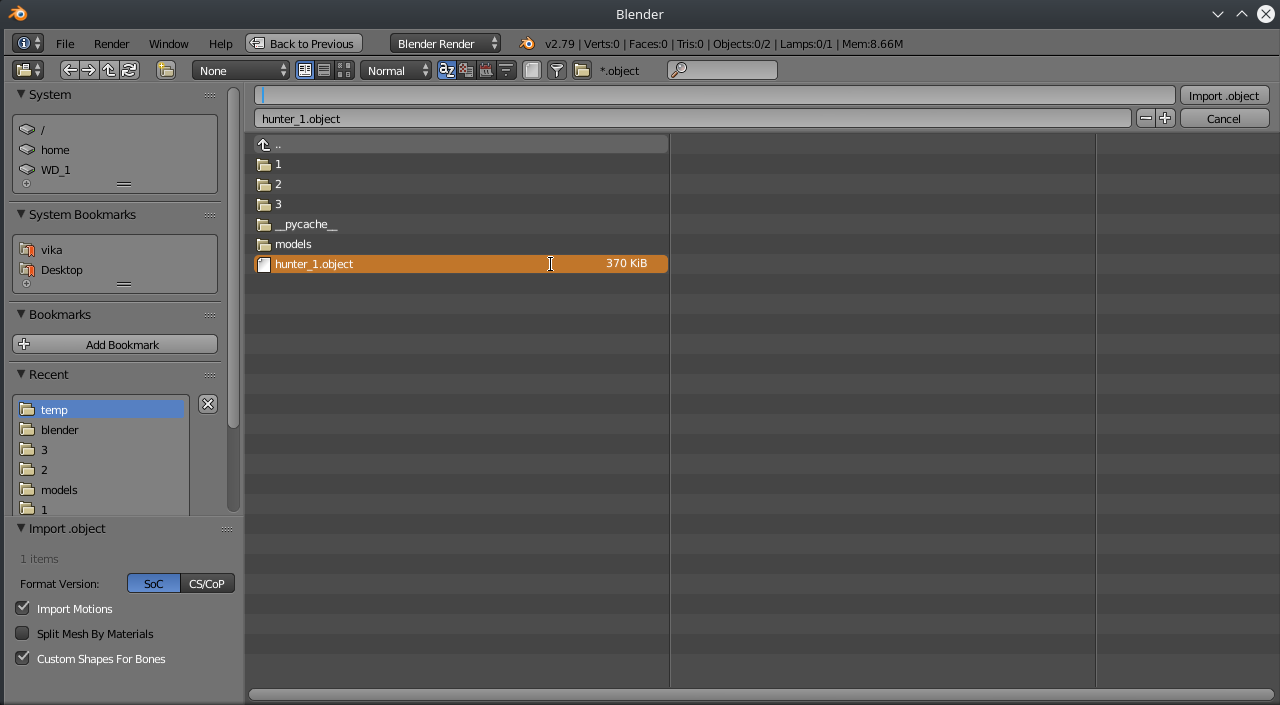 Blender
File Render Window Help Back to Previous Blender Render v2.79 | Verts:0 | Faces:0 | Tris:0 | Objects:0/2 | Lamps:0/1 | Mem:8.66M
None Normal az *.object
System
/
home
WD_1
System Bookmarks
vika
Desktop
Bookmarks
Add Bookmark
Recent
temp
blender
3
2
models
1
Import .object
1 items
Format Version: SoC CS/CoP
Import Motions
Split Mesh By Materials
Custom Shapes For Bones
Import .object
hunter_1.object Cancel
..
1
2
3
__pycache__
models
hunter_1.object 370 KiB